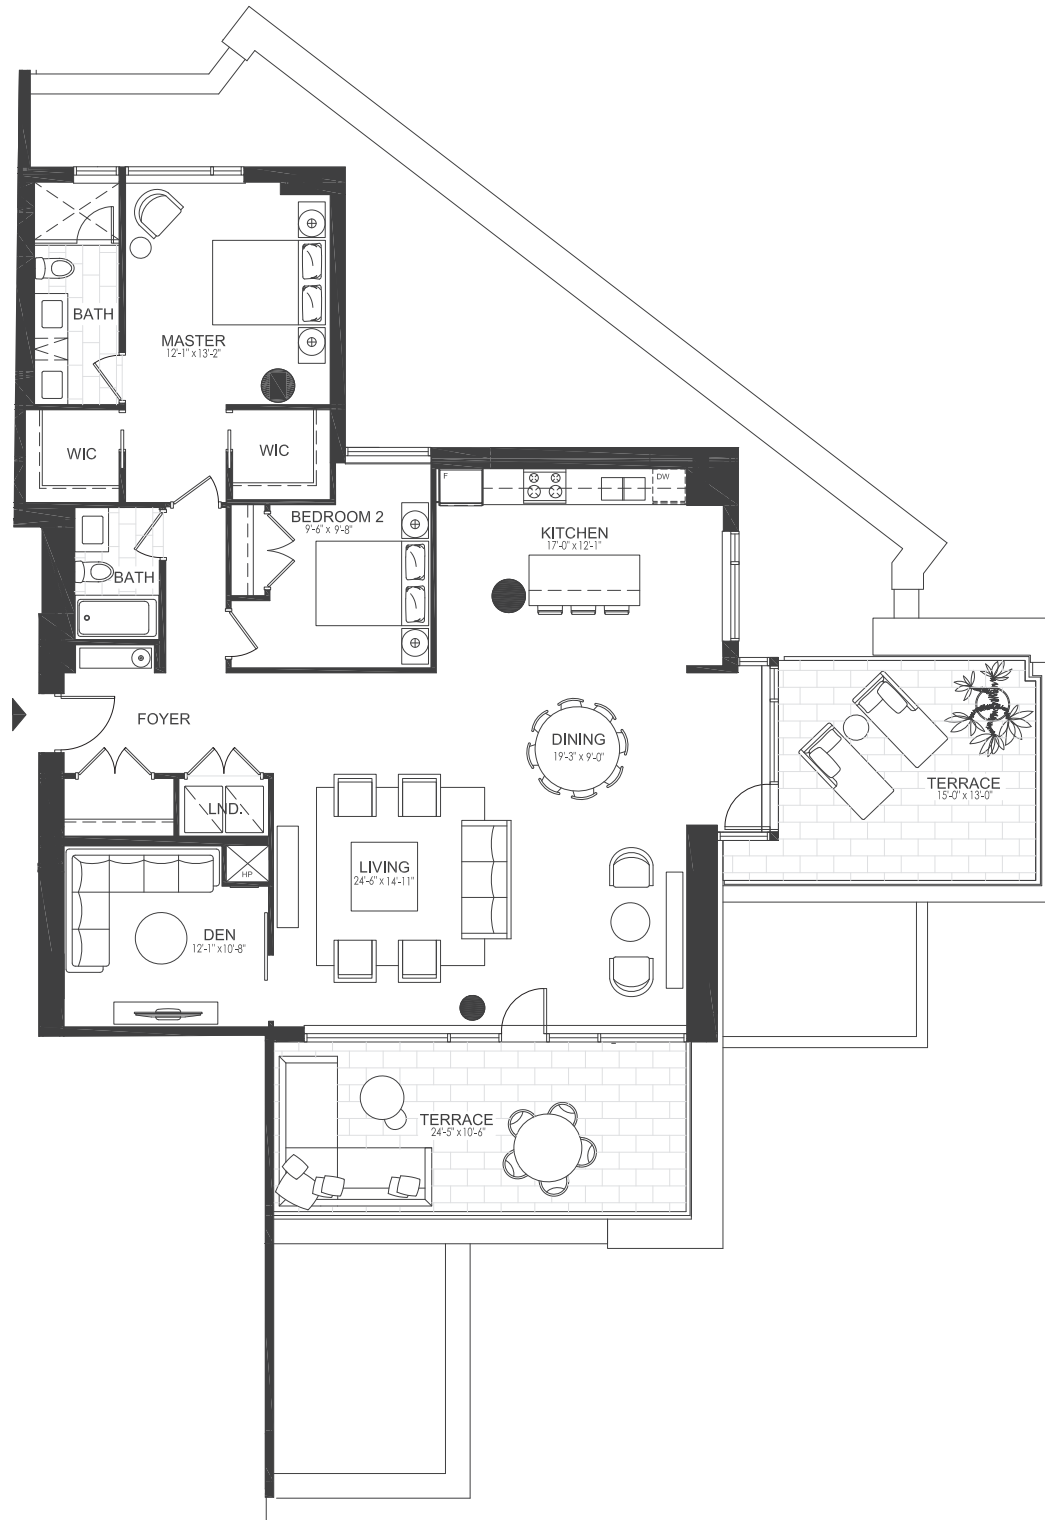 BATH
MASTER
12'-1" x 13'-2"
WIC
WIC
BEDROOM 2
9'-6" x 9'-8"
F
DW
KITCHEN
17'-0" x 12'-1"
BATH
FOYER
DINING
19'-3" x 9'-0"
TERRACE
15'-0" x 13'-0"
LND.
LIVING
24'-6" x 14'-11"
HP
DEN
12'-1" x 10'-8"
TERRACE
24'-5" x 10'-6"